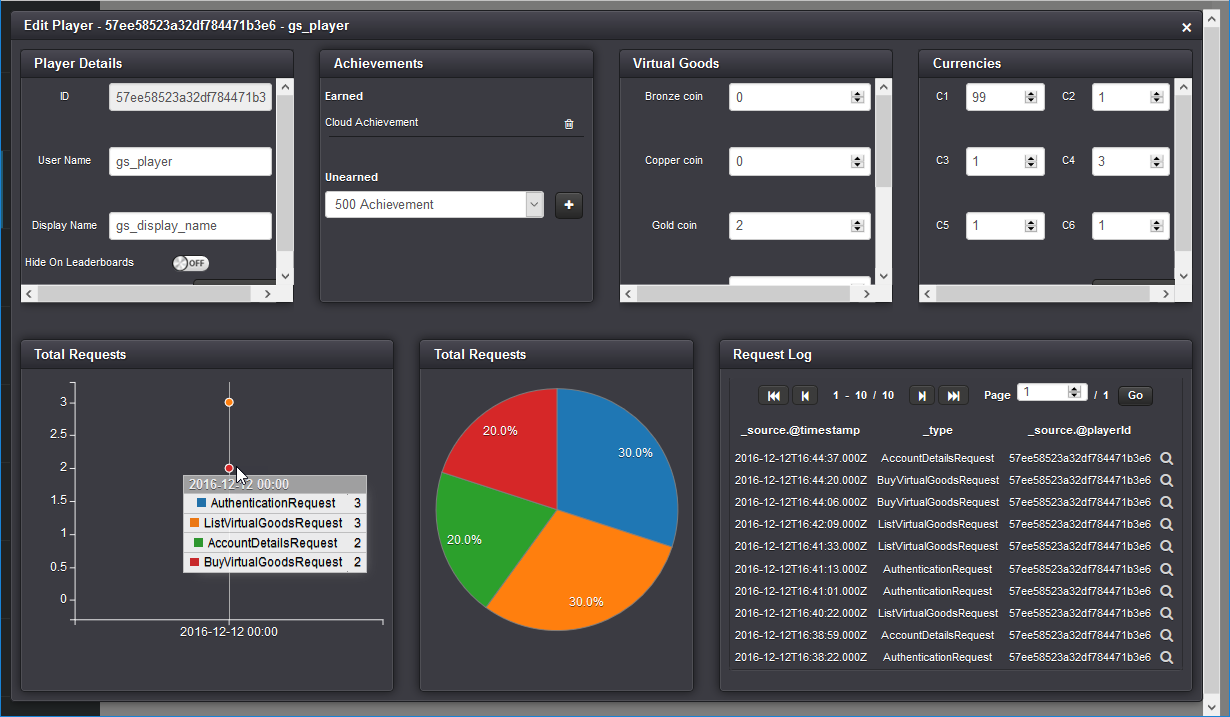 Edit Player - 57ee58523a32df784471b3e6 - gs_player
Player Details
ID
57ee58523a32df784471b3
User Name
gs_player
Display Name
gs_display_name
Hide On Leaderboards
OFF
Achievements
Earned
Cloud Achievement
Unearned
500 Achievement
Virtual Goods
Bronze coin 0
Copper coin 0
Gold coin 2
Currencies
C1 99 C2 1
C3 1 C4 3
C5 1 C6 1
Total Requests
3
2.5
2
1.5
1
0.5
0
2016-12-12 00:00
2016-12-12 00:00
AuthenticationRequest 3
ListVirtualGoodsRequest 3
AccountDetailsRequest 2
BuyVirtualGoodsRequest 2
Total Requests
20.0%
30.0%
20.0%
30.0%
Request Log
1 - 10 / 10 Page 1 / 1 Go
_source.@timestamp _type _source.@playerId
2016-12-12T16:44:37.000Z AccountDetailsRequest 57ee58523a32df784471b3e6
2016-12-12T16:44:20.000Z BuyVirtualGoodsRequest 57ee58523a32df784471b3e6
2016-12-12T16:44:06.000Z BuyVirtualGoodsRequest 57ee58523a32df784471b3e6
2016-12-12T16:42:09.000Z ListVirtualGoodsRequest 57ee58523a32df784471b3e6
2016-12-12T16:41:33.000Z ListVirtualGoodsRequest 57ee58523a32df784471b3e6
2016-12-12T16:41:13.000Z AuthenticationRequest 57ee58523a32df784471b3e6
2016-12-12T16:41:01.000Z AuthenticationRequest 57ee58523a32df784471b3e6
2016-12-12T16:40:22.000Z ListVirtualGoodsRequest 57ee58523a32df784471b3e6
2016-12-12T16:38:59.000Z AccountDetailsRequest 57ee58523a32df784471b3e6
2016-12-12T16:38:22.000Z AuthenticationRequest 57ee58523a32df784471b3e6